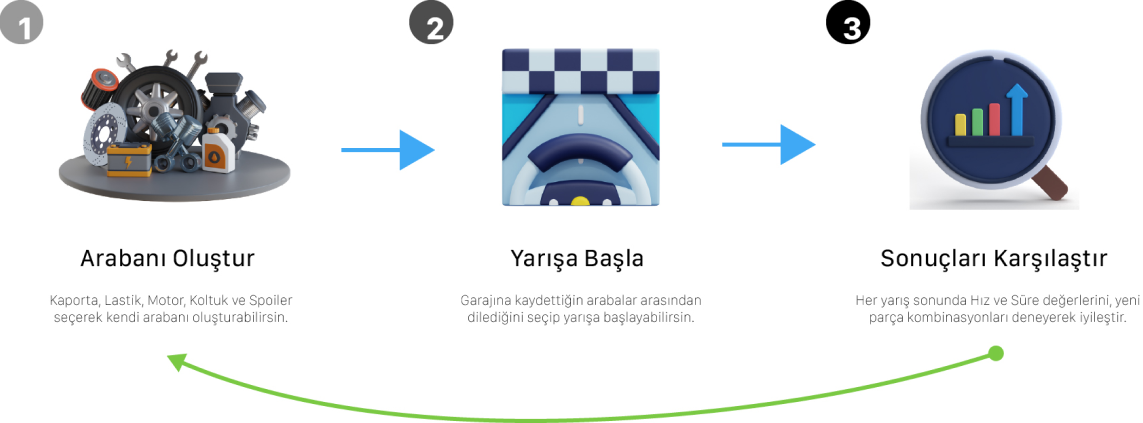 1
2
3
Arabanı Oluştur
Kaporta, Lastik, Motor, Koltuk ve Spoiler
seçerek kendi arabanı oluşturabilirsin.
Yarışa Başla
Garajına kaydettiğin arabalar arasından
dilediğini seçip yarışa başlayabilirsin.
Sonuçları Karşılaştır
Her yarış sonunda Hız ve Süre değerlerini, yeni
parça kombinasyonları deneyerek iyileştir.